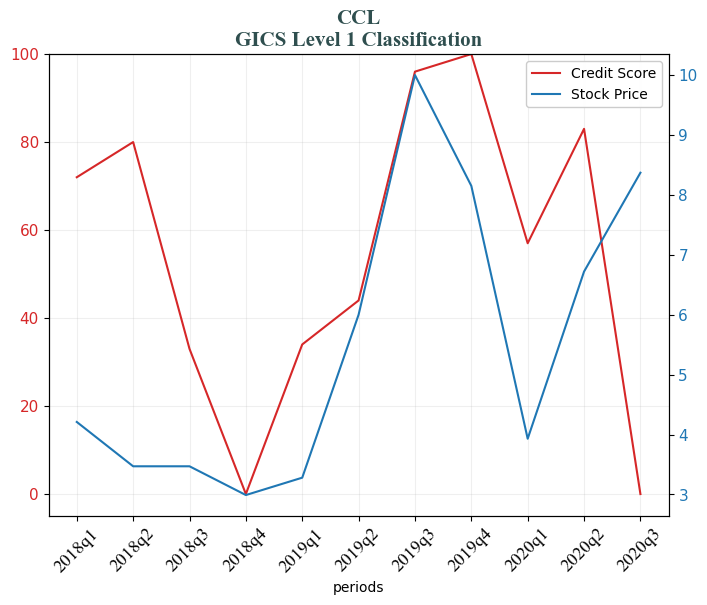 CCL
GICS Level 1 Classification
Credit Score
Stock Price
100
80
60
40
20
0
10
9
8
7
6
5
4
3
2018q1
2018q2
2018q3
2018q4
2019q1
2019q2
2019q3
2019q4
2020q1
2020q2
2020q3
periods